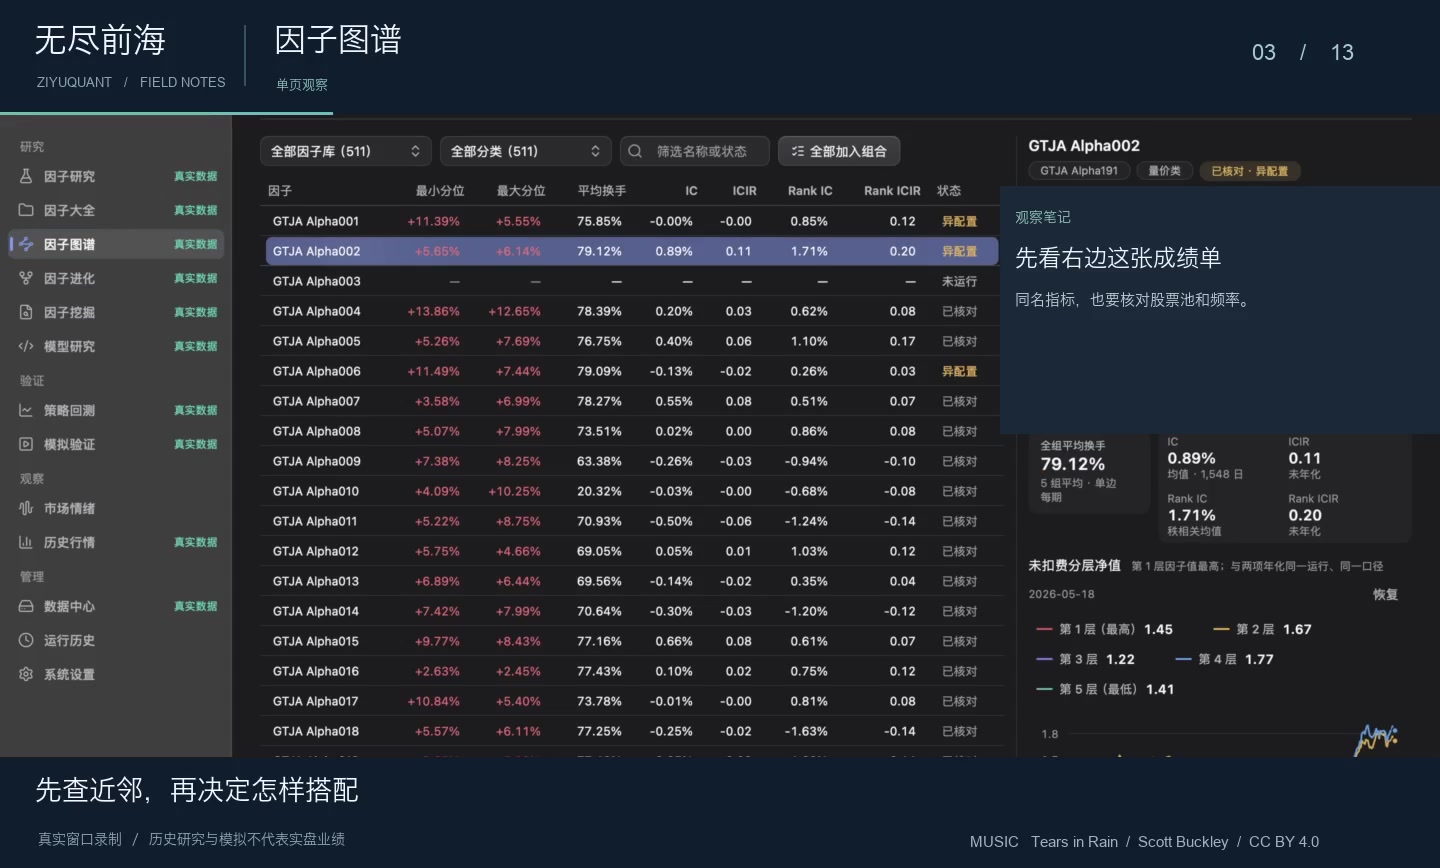 无尽前海
ZIYUQUANT / FIELD NOTES
因子图谱
单页观察
03 / 13
研究
因子研究 真实数据
因子大全 真实数据
因子图谱 真实数据
因子进化 真实数据
因子挖掘 真实数据
模型研究 真实数据
验证
策略回测 真实数据
模拟验证 真实数据
观察
市场情绪
历史行情 真实数据
管理
数据中心 真实数据
运行历史
系统设置
全部因子库 (511) 全部分类 (511) 筛选名称或状态 全部加入组合
因子 最小分位 最大分位 平均换手 IC ICIR Rank IC Rank ICIR 状态
GTJA Alpha001 +11.39% +5.55% 75.85% -0.00% -0.00 0.85% 0.12 异配置
GTJA Alpha002 +5.65% +6.14% 79.12% 0.89% 0.11 1.71% 0.20 异配置
GTJA Alpha003 — — — — — — — 未运行
GTJA Alpha004 +13.86% +12.65% 78.39% 0.20% 0.03 0.62% 0.08 已核对
GTJA Alpha005 +5.26% +7.69% 76.75% 0.40% 0.06 1.10% 0.17 已核对
GTJA Alpha006 +11.49% +7.44% 79.09% -0.13% -0.02 0.26% 0.03 异配置
GTJA Alpha007 +3.58% +6.99% 78.27% 0.55% 0.08 0.51% 0.07 已核对
GTJA Alpha008 +5.07% +7.99% 73.51% 0.02% 0.00 0.86% 0.08 已核对
GTJA Alpha009 +7.38% +8.25% 63.38% -0.26% -0.03 -0.94% -0.10 已核对
GTJA Alpha010 +4.09% +10.25% 20.32% -0.03% -0.00 -0.68% -0.08 已核对
GTJA Alpha011 +5.22% +8.75% 70.93% -0.50% -0.06 -1.24% -0.14 已核对
GTJA Alpha012 +5.75% +4.66% 69.05% 0.05% 0.01 1.03% 0.12 已核对
GTJA Alpha013 +6.89% +6.44% 69.56% -0.14% -0.02 0.35% 0.04 已核对
GTJA Alpha014 +7.42% +7.99% 70.64% -0.30% -0.03 -1.20% -0.12 已核对
GTJA Alpha015 +9.77% +8.43% 77.16% 0.66% 0.08 0.61% 0.07 已核对
GTJA Alpha016 +2.63% +2.45% 77.43% 0.10% 0.02 0.75% 0.12 已核对
GTJA Alpha017 +10.84% +5.40% 73.78% -0.01% -0.00 0.81% 0.08 已核对
GTJA Alpha018 +5.57% +6.11% 77.25% -0.25% -0.02 -1.63% -0.14 已核对
GTJA Alpha002
GTJA Alpha191 量价类 已核对 · 异配置
观察笔记
先看右边这张成绩单
同名指标，也要核对股票池和频率。
全组平均换手
79.12%
5 组平均 · 单边
每期
IC ICIR
0.89% 0.11
均值 · 1,548 日 未年化
Rank IC Rank ICIR
1.71% 0.20
秩相关均值 未年化
未扣费分层净值 第 1 层因子值最高；与两项年化同一运行、同一口径
2026-05-18 恢复
第 1 层 (最高) 1.45 第 2 层 1.67
第 3 层 1.22 第 4 层 1.77
第 5 层 (最低) 1.41
1.8
先查近邻，再决定怎样搭配
真实窗口录制 / 历史研究与模拟不代表实盘业绩
MUSIC Tears in Rain / Scott Buckley / CC BY 4.0